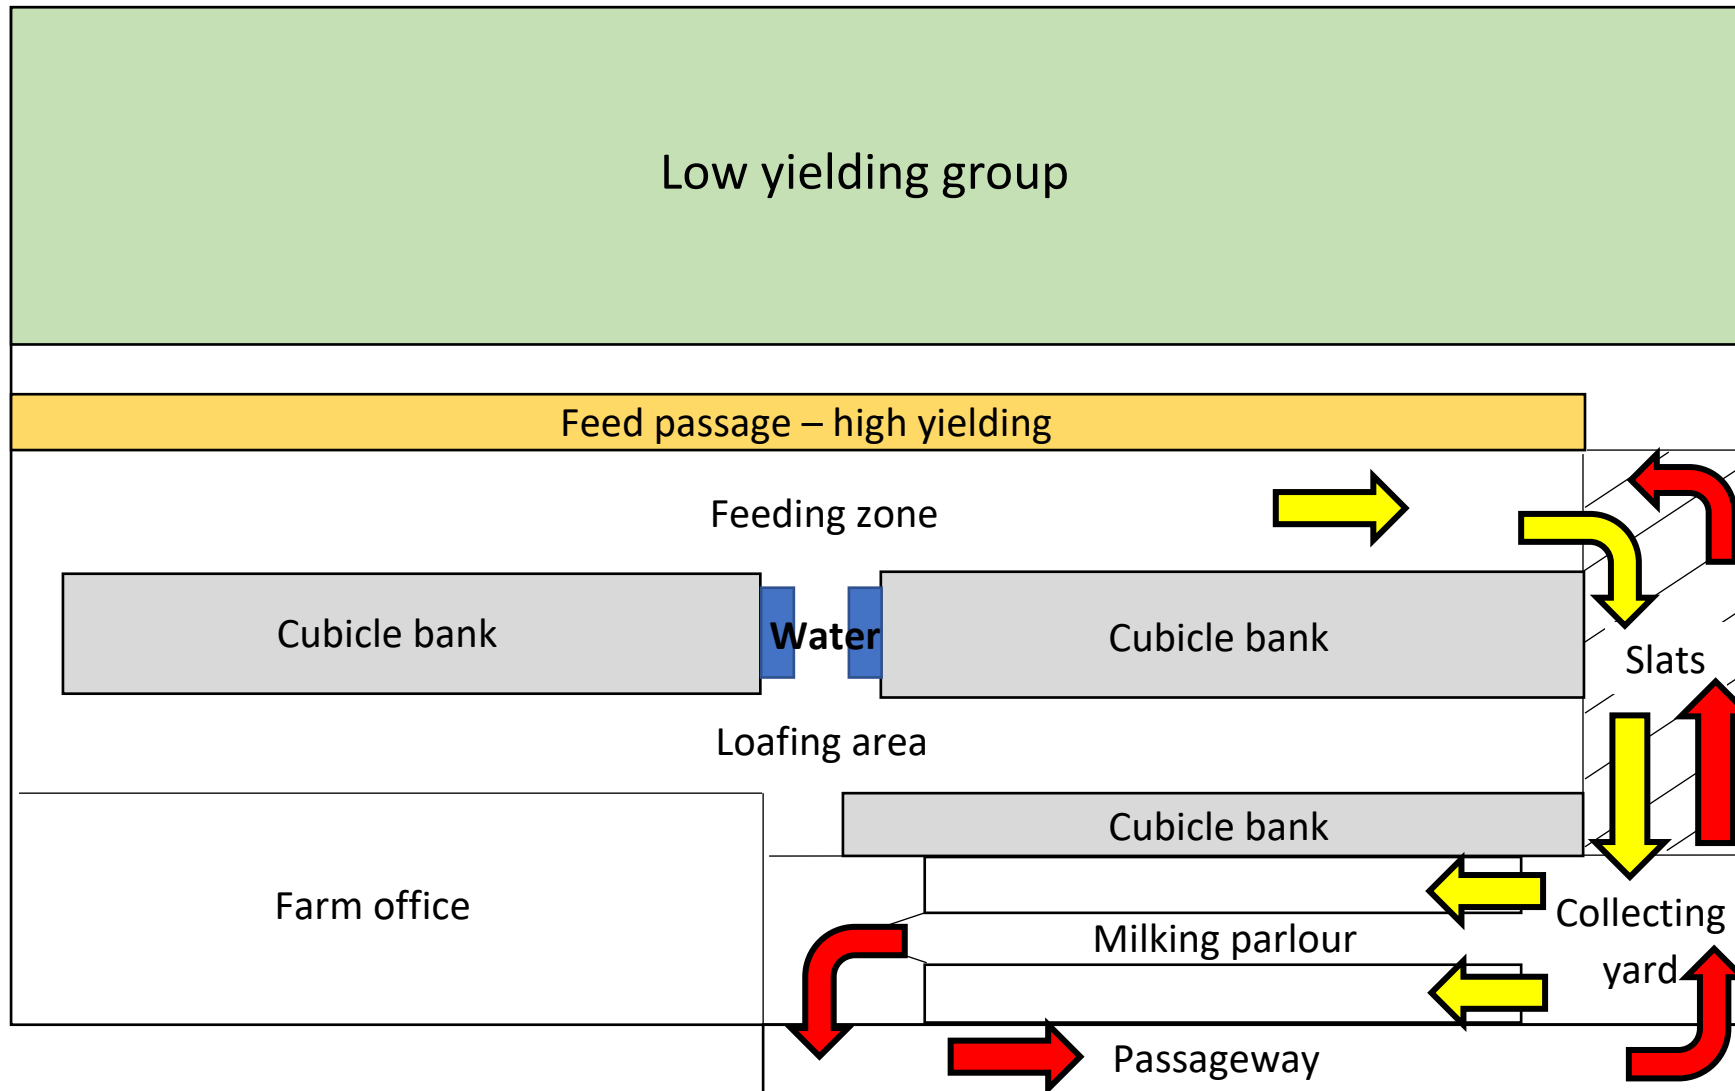 Low yielding group
Feed passage – high yielding
Feeding zone
Cubicle bank
Water
Cubicle bank
Slats
Loafing area
Cubicle bank
Farm office
Milking parlour
Collecting
yard
Passageway